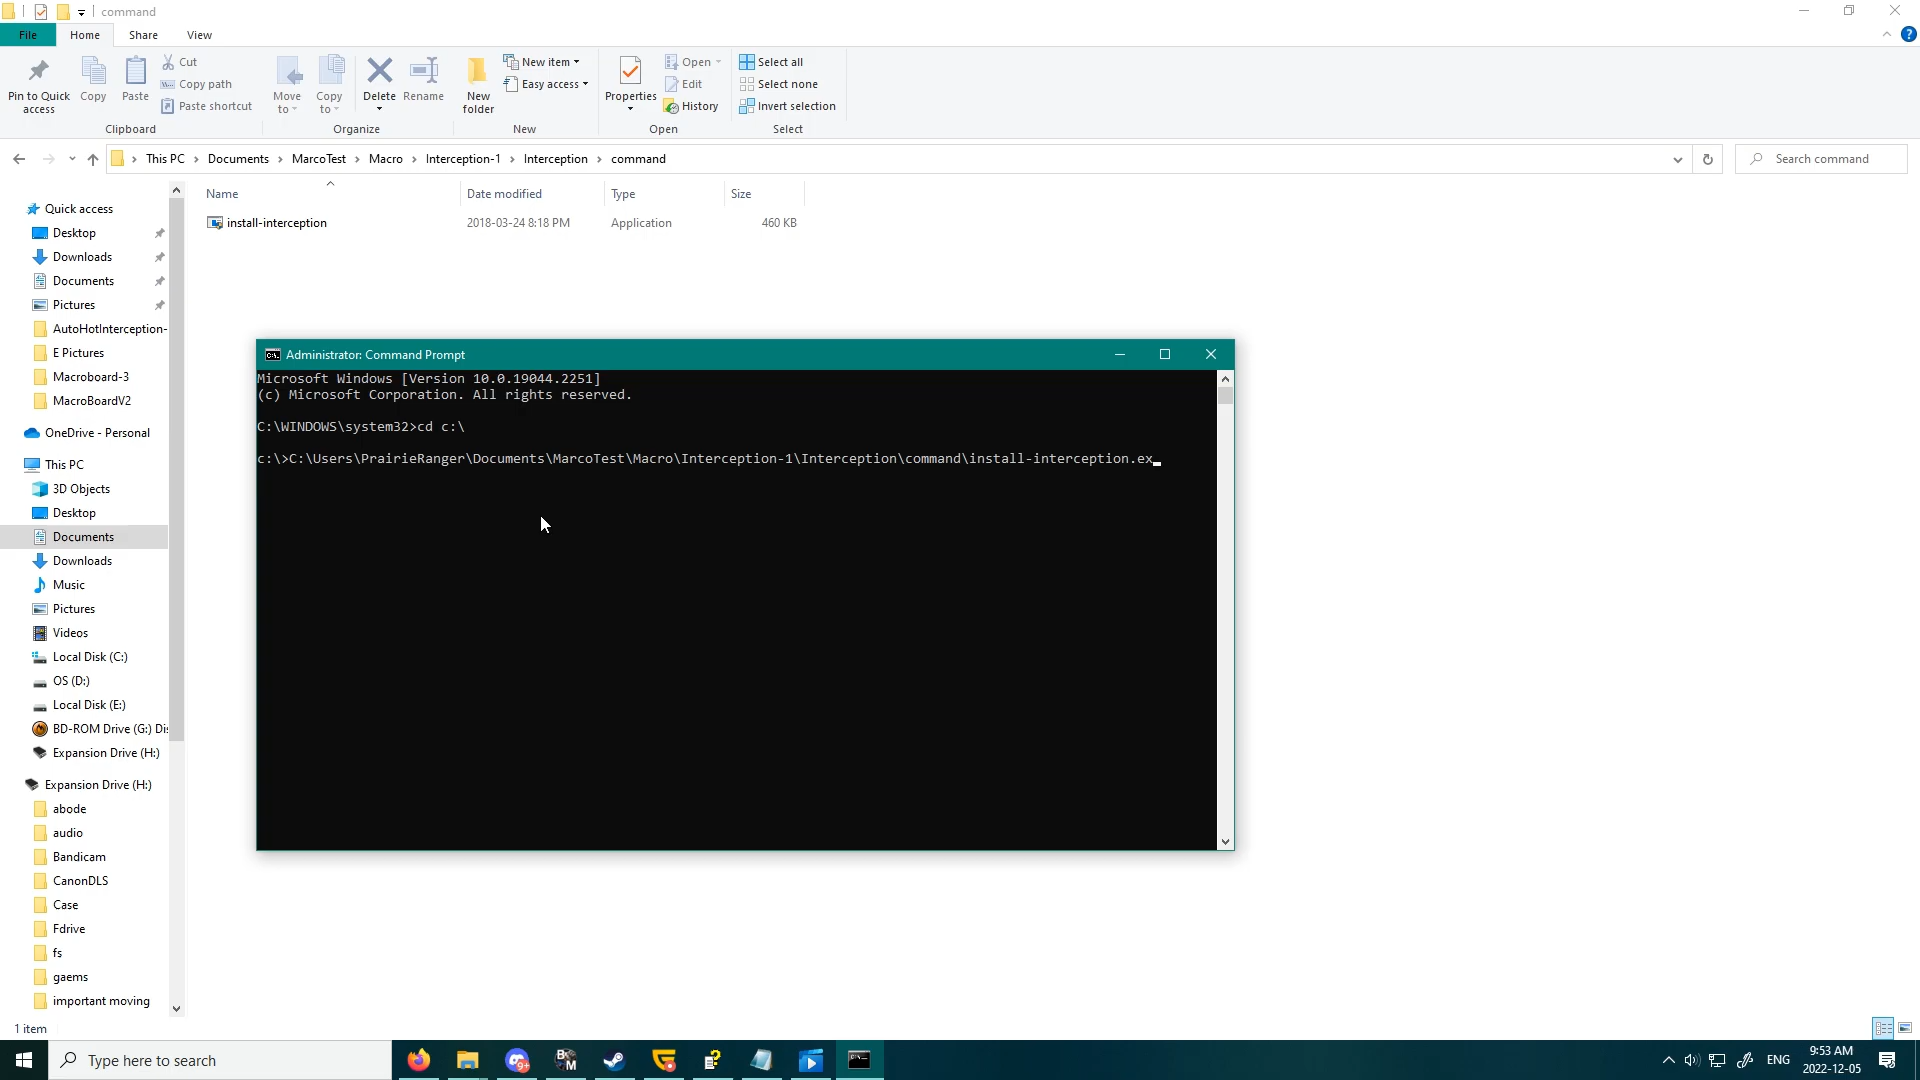 command
File
Home
Share
View
Pin to Quick access
Copy
Paste
Cut
Copy path
Paste shortcut
Clipboard
Move to
Copy to
Delete
Rename
Organize
New folder
New item
Easy access
New
Properties
Open
Edit
History
Open
Select all
Select none
Invert selection
Select
This PC > Documents > MarcoTest > Macro > Interception-1 > Interception > command
Search command
Name
Date modified
Type
Size
install-interception
2018-03-24 8:18 PM
Application
460 KB
Quick access
Desktop
Downloads
Documents
Pictures
AutoHotInterception-
E Pictures
Macroboard-3
MacroBoardV2
OneDrive - Personal
This PC
3D Objects
Desktop
Documents
Downloads
Music
Pictures
Videos
Local Disk (C:)
OS (D:)
Local Disk (E:)
BD-ROM Drive (G:) Di
Expansion Drive (H:)
Expansion Drive (H:)
abode
audio
Bandicam
CanonDLS
Case
Fdrive
fs
gaems
important moving
1 item
Administrator: Command Prompt
Microsoft Windows [Version 10.0.19044.2251]
(c) Microsoft Corporation. All rights reserved.
C:\WINDOWS\system32>cd c:\
c:\>C:\Users\PrairieRanger\Documents\MarcoTest\Macro\Interception-1\Interception\command\install-interception.ex
Type here to search
ENG
9:53 AM
2022-12-05